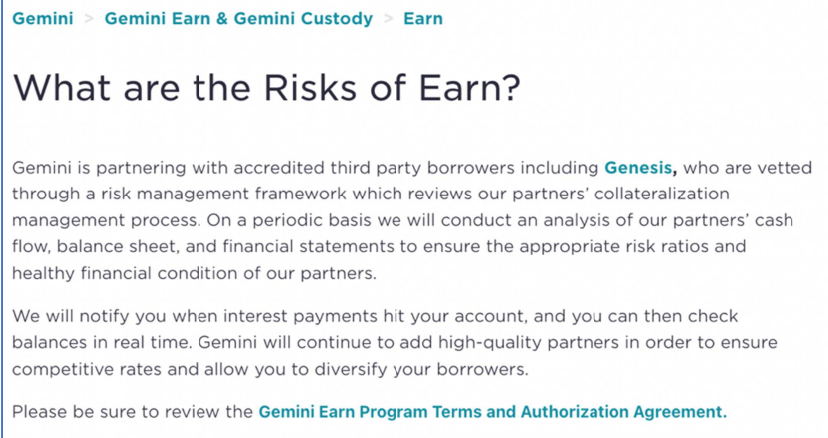 Gemini > Gemini Earn & Gemini Custody > Earn
What are the Risks of Earn?
Gemini is partnering with accredited third party borrowers including Genesis, who are vetted
through a risk management framework which reviews our partners' collateralization
management process. On a periodic basis we will conduct an analysis of our partners' cash
flow, balance sheet, and financial statements to ensure the appropriate risk ratios and
healthy financial condition of our partners.
We will notify you when interest payments hit your account, and you can then check
balances in real time. Gemini will continue to add high-quality partners in order to ensure
competitive rates and allow you to diversify your borrowers.
Please be sure to review the Gemini Earn Program Terms and Authorization Agreement.